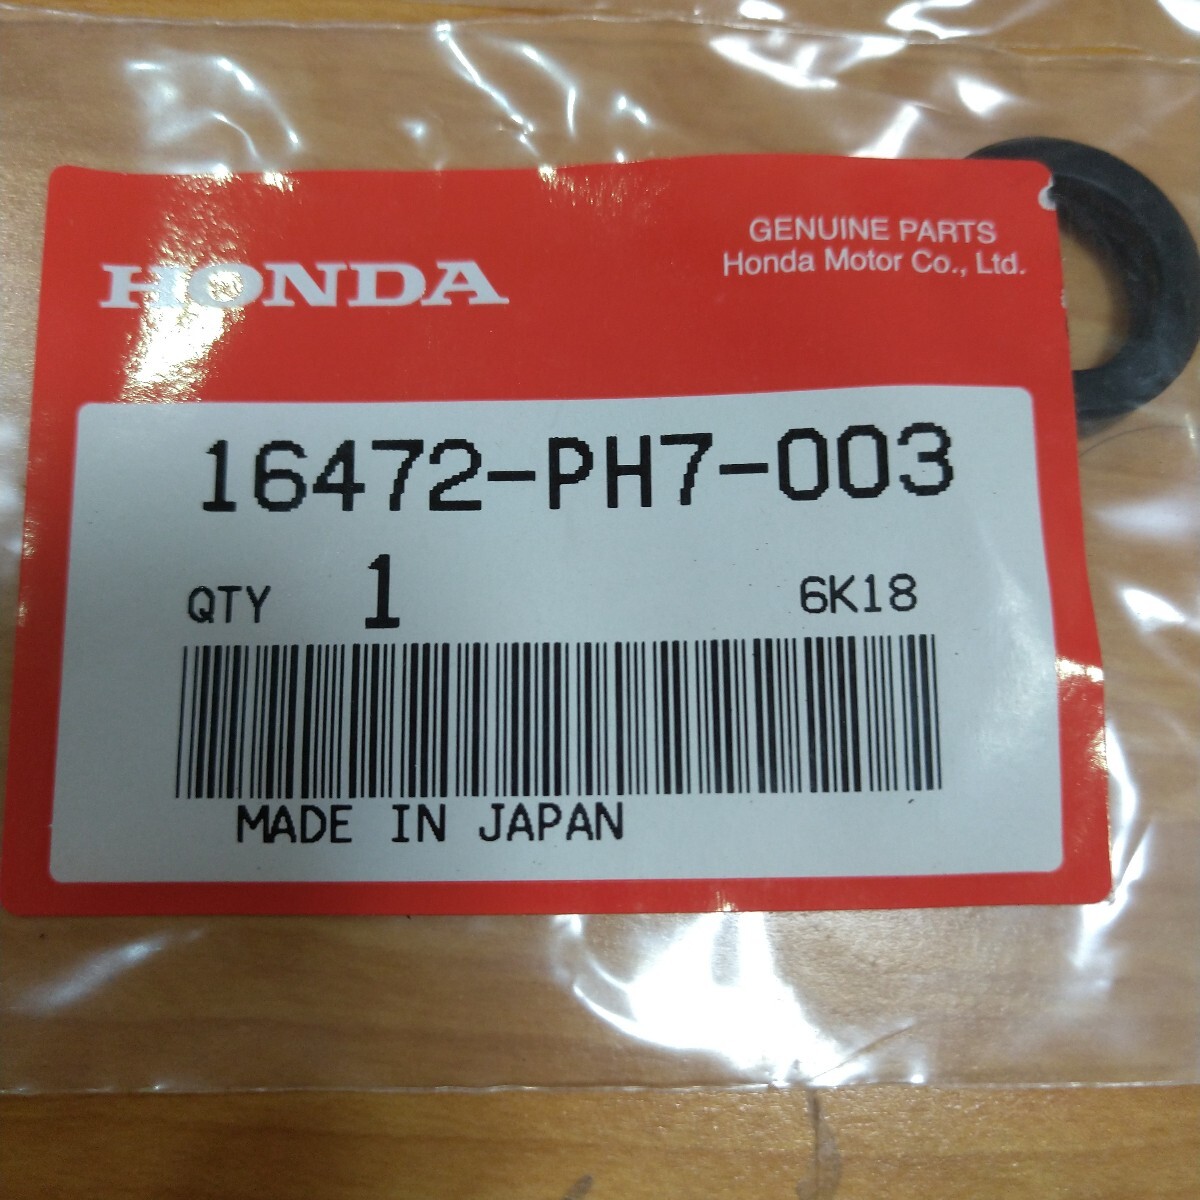 HONDA
GENUINE PARTS
Honda Motor Co., Ltd.
16472-PH7-003
QTY 1 6K18
MADE IN JAPAN